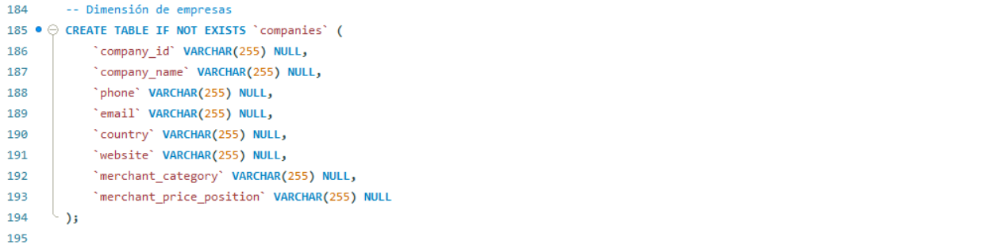 184 -- Dimensión de empresas
185 CREATE TABLE IF NOT EXISTS `companies` (
186 `company_id` VARCHAR(255) NULL,
187 `company_name` VARCHAR(255) NULL,
188 `phone` VARCHAR(255) NULL,
189 `email` VARCHAR(255) NULL,
190 `country` VARCHAR(255) NULL,
191 `website` VARCHAR(255) NULL,
192 `merchant_category` VARCHAR(255) NULL,
193 `merchant_price_position` VARCHAR(255) NULL
194 );
195